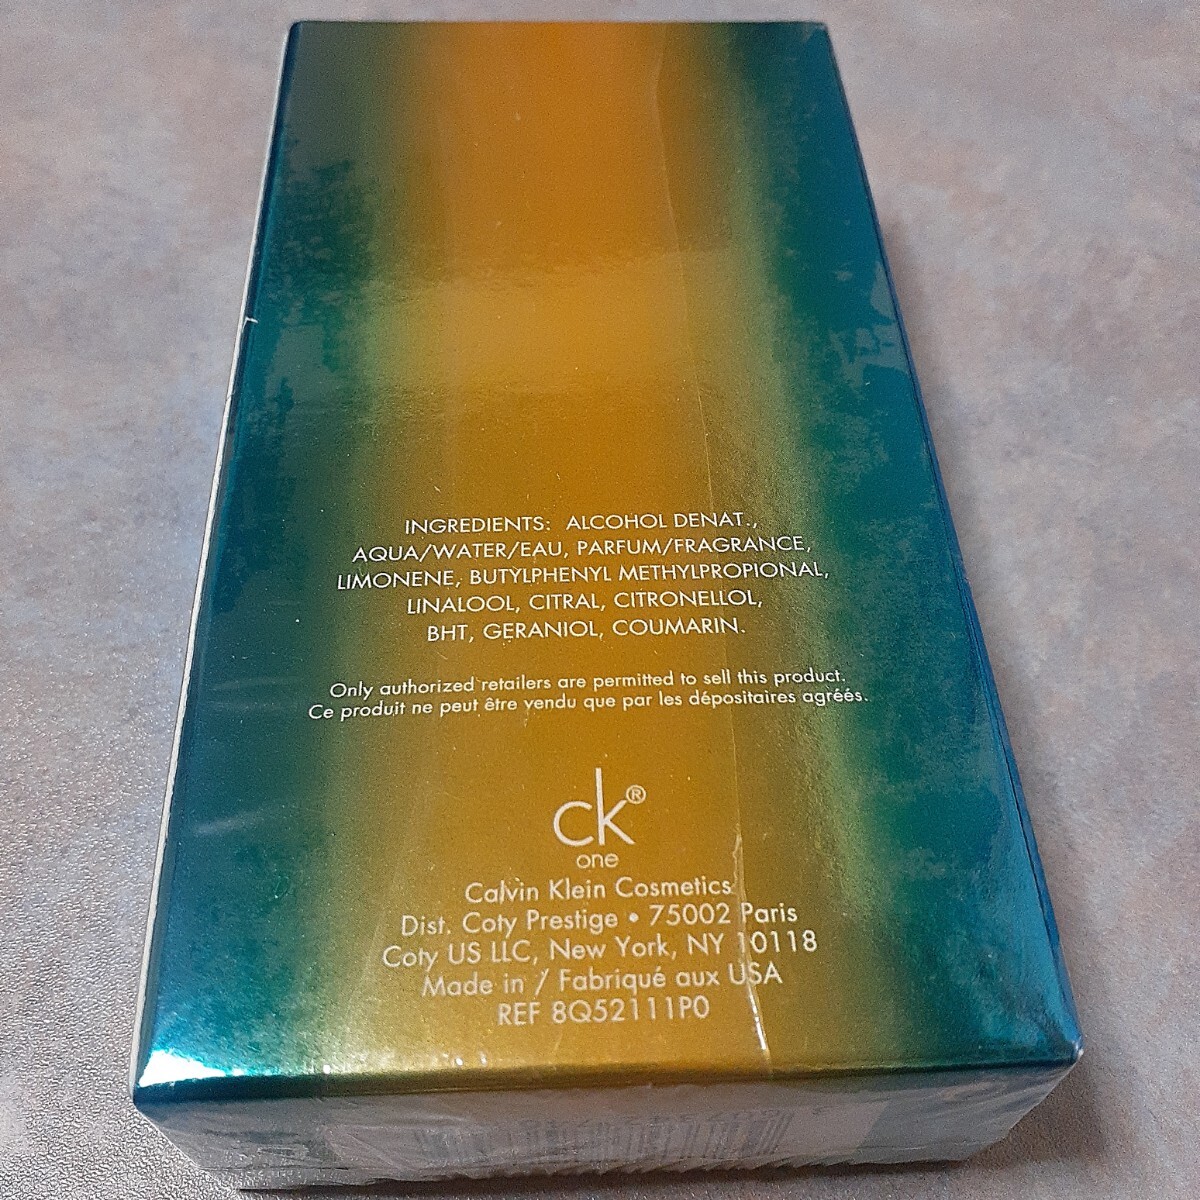 INGREDIENTS: ALCOHOL DENAT.,
AQUA/WATER/EAU, PARFUM/FRAGRANCE,
LIMONENE, BUTYLPHENYL METHYLPROPIONAL,
LINALOOL, CITRAL, CITRONELLOL,
BHT, GERANIOL, COUMARIN.
Only authorized retailers are permitted to sell this product.
Ce produit ne peut être vendu que par les dépositaires agréés.
ck®
one
Calvin Klein Cosmetics
Dist. Coty Prestige • 75002 Paris
Coty US LLC, New York, NY 10118
Made in / Fabriqué aux USA
REF 8Q52111P0